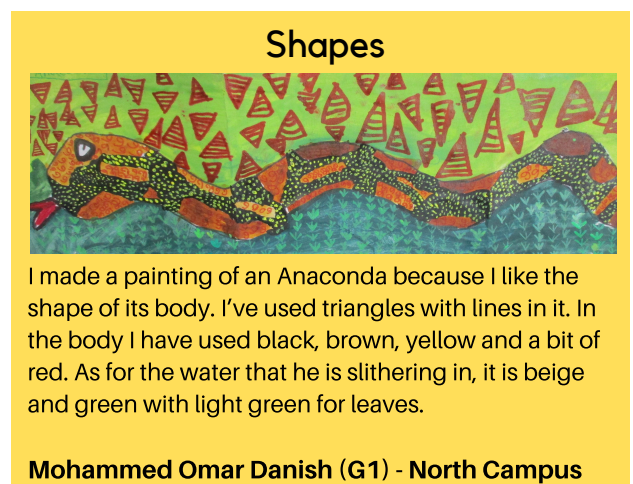 Shapes
I made a painting of an Anaconda because I like the
shape of its body. I’ve used triangles with lines in it. In
the body I have used black, brown, yellow and a bit of
red. As for the water that he is slithering in, it is beige
and green with light green for leaves.
Mohammed Omar Danish (G1) - North Campus